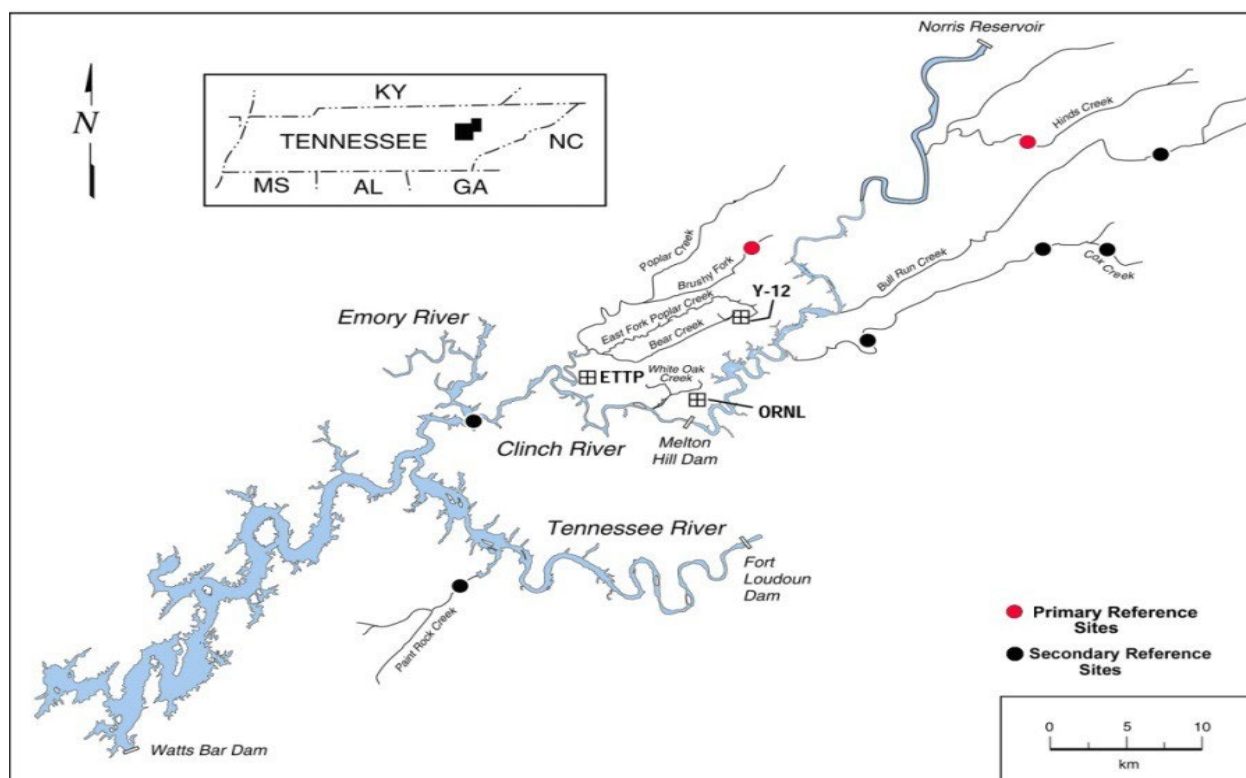 Norris Reservoir
N
KY
TENNESSEE
NC
MS
AL
GA
Hinds Creek
Poplar Creek
Brushy Fork
Bull Run Creek
Cox Creek
Y-12
East Fork Poplar Creek
Bear Creek
Emory River
ETTP
White Oak
Creek
ORNL
Clinch River
Melton
Hill Dam
Tennessee River
Fort
Loudoun
Dam
Paint Rock Creek
Primary Reference
Sites
Secondary Reference
Sites
Watts Bar Dam
0
5
10
km